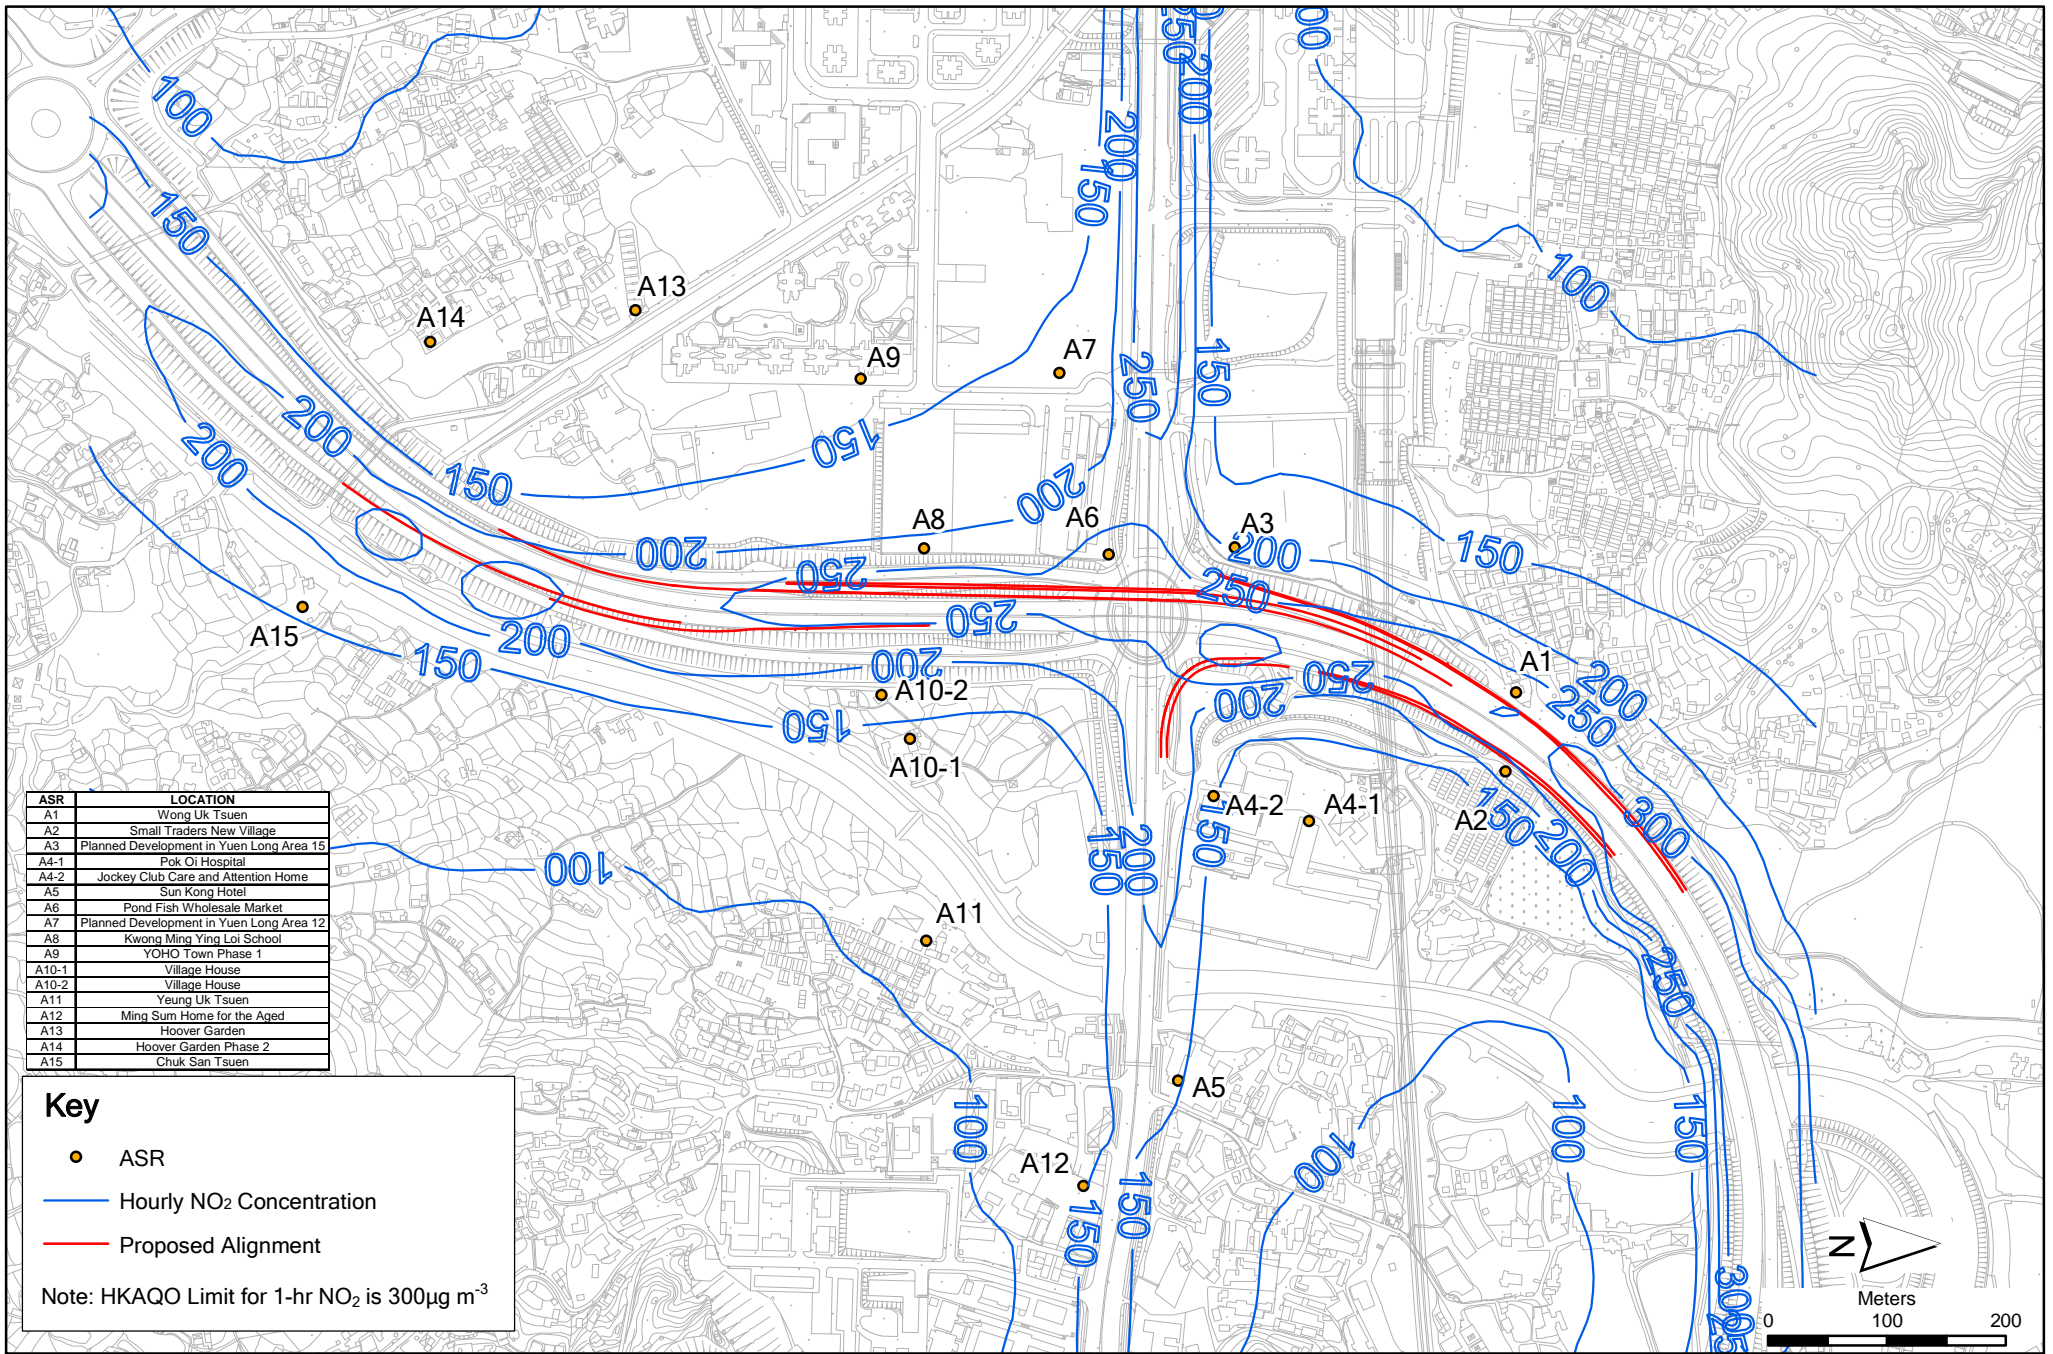 250
200
100
100
200
150
150
100
A13
A14
A7
A9
250
150
200
200
150
150
200
A8
A6
A3
200
200
150
250
250
A15
200
150
250
200
A10-2
250
A1
200
200
250
150
A10-1
A4-2
A4-1
A2
150
150
300
200
150
200
100
A11
250
A5
100
100
150
100
A12
150
150
300
ASR LOCATION
A1 Wong Uk Tsuen
A2 Small Traders New Village
A3 Planned Development in Yuen Long Area 15
A4-1 Pok Oi Hospital
A4-2 Jockey Club Care and Attention Home
A5 Sun Kong Hotel
A6 Pond Fish Wholesale Market
A7 Planned Development in Yuen Long Area 12
A8 Kwong Ming Ying Loi School
A9 YOHO Town Phase 1
A10-1 Village House
A10-2 Village House
A11 Yeung Uk Tsuen
A12 Ming Sum Home for the Aged
A13 Hoover Garden
A14 Hoover Garden Phase 2
A15 Chuk San Tsuen
Key
ASR
Hourly NO2 Concentration
Proposed Alignment
Note: HKAQO Limit for 1-hr NO2 is 300µg m-3
N
Meters
0 100 200